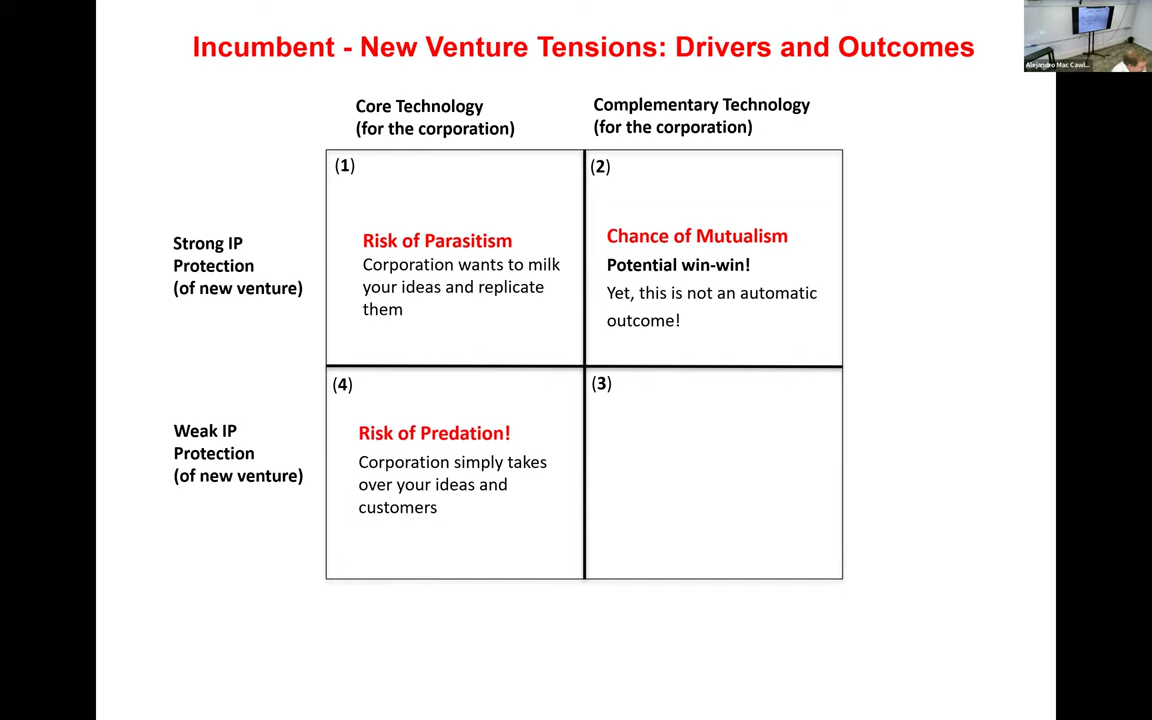 Incumbent - New Venture Tensions: Drivers and Outcomes
Core Technology
(for the corporation)
Complementary Technology
(for the corporation)
Strong IP
Protection
(of new venture)
(1)
Risk of Parasitism
Corporation wants to milk
your ideas and replicate
them
(2)
Chance of Mutualism
Potential win-win!
Yet, this is not an automatic
outcome!
Weak IP
Protection
(of new venture)
(4)
Risk of Predation!
Corporation simply takes
over your ideas and
customers
(3)
Alejandro Mac Cawl...